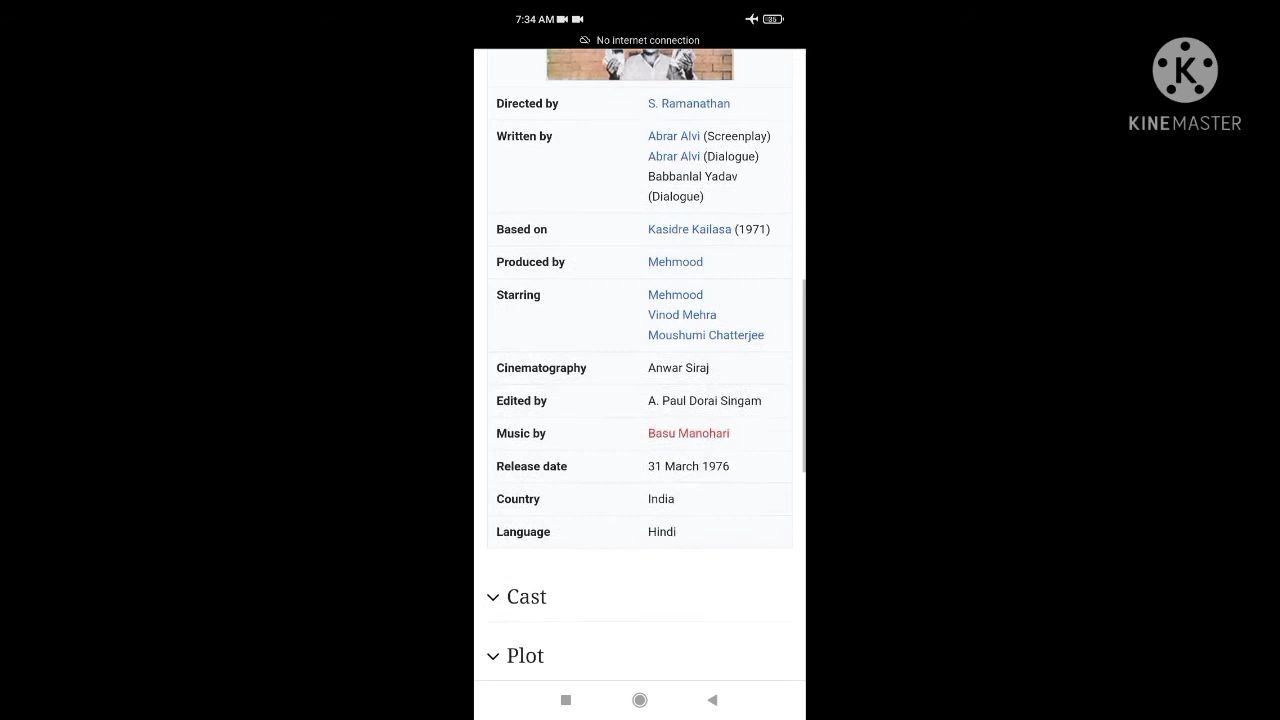 7:34 AM
35
No internet connection
K
KINEMASTER
Directed by S. Ramanathan
Written by Abrar Alvi (Screenplay)
Abrar Alvi (Dialogue)
Babbanlal Yadav
(Dialogue)
Based on Kasidre Kailasa (1971)
Produced by Mehmood
Starring Mehmood
Vinod Mehra
Moushumi Chatterjee
Cinematography Anwar Siraj
Edited by A. Paul Dorai Singam
Music by Basu Manohari
Release date 31 March 1976
Country India
Language Hindi
Cast
Plot